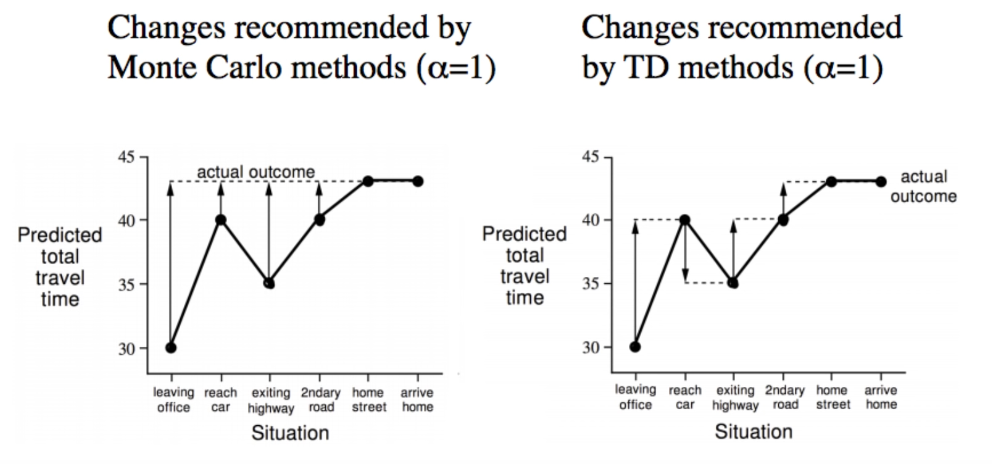 Changes recommended by
Monte Carlo methods (α=1)
45
40
35
30
Predicted
total
travel
time
actual outcome
leaving
office
reach
car
exiting
highway
2ndary
road
home
street
arrive
home
Situation
Changes recommended
by TD methods (α=1)
45
40
35
30
Predicted
total
travel
time
actual
outcome
leaving
office
reach
car
exiting
highway
2ndary
road
home
street
arrive
home
Situation